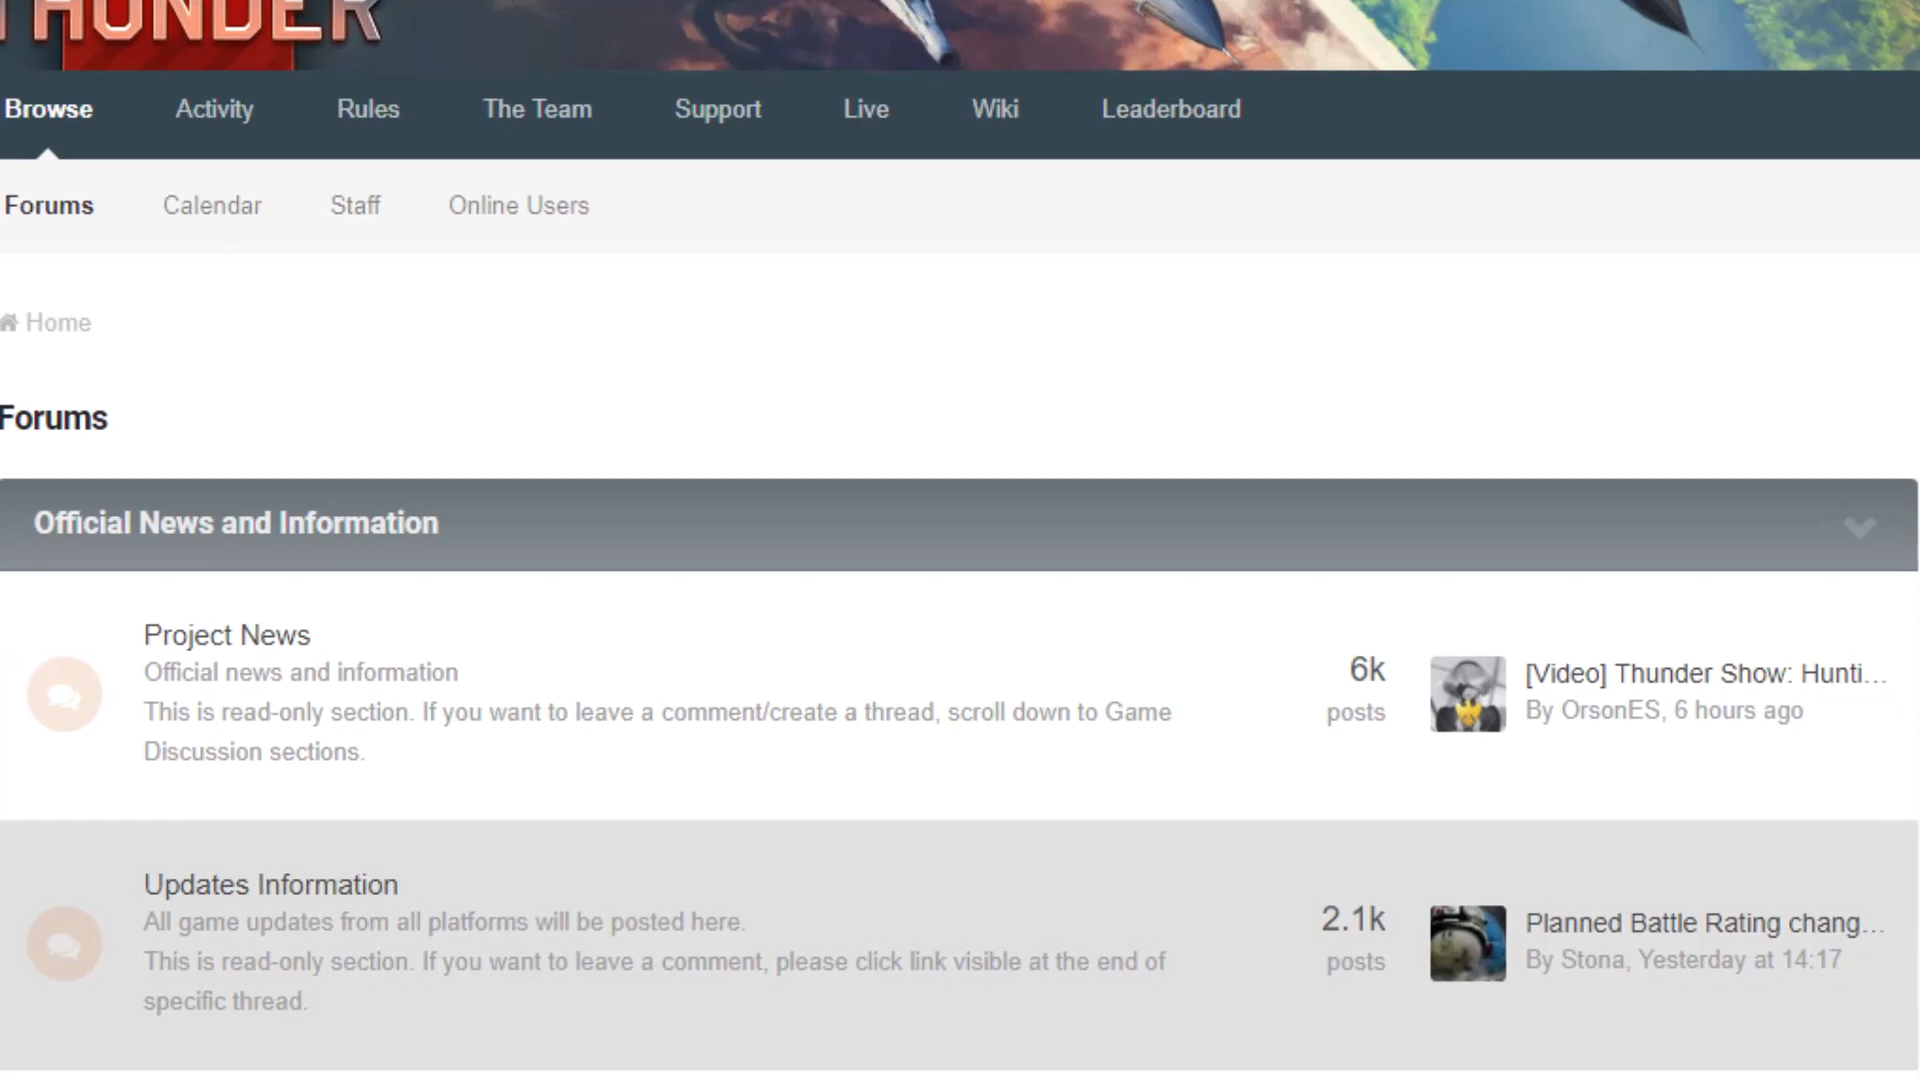 THUNDER
Browse Activity Rules The Team Support Live Wiki Leaderboard
Forums Calendar Staff Online Users
Home
Forums
Official News and Information
Project News
Official news and information
This is read-only section. If you want to leave a comment/create a thread, scroll down to Game
Discussion sections.
6k
posts
[Video] Thunder Show: Hunti...
By OrsonES, 6 hours ago
Updates Information
All game updates from all platforms will be posted here.
This is read-only section. If you want to leave a comment, please click link visible at the end of
specific thread.
2.1k
posts
Planned Battle Rating chang...
By Stona, Yesterday at 14:17